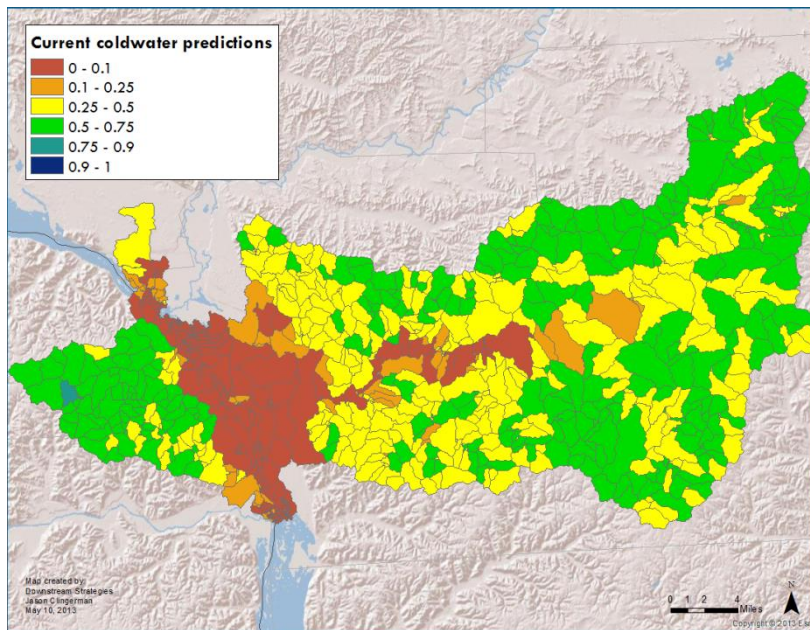 Current coldwater predictions
0 - 0.1
0.1 - 0.25
0.25 - 0.5
0.5 - 0.75
0.75 - 0.9
0.9 - 1
Map created by:
Downstream Strategies
Jason Clingerman
May 10, 2013
N
0 1 2 4
Miles
Copyright © 2013 E